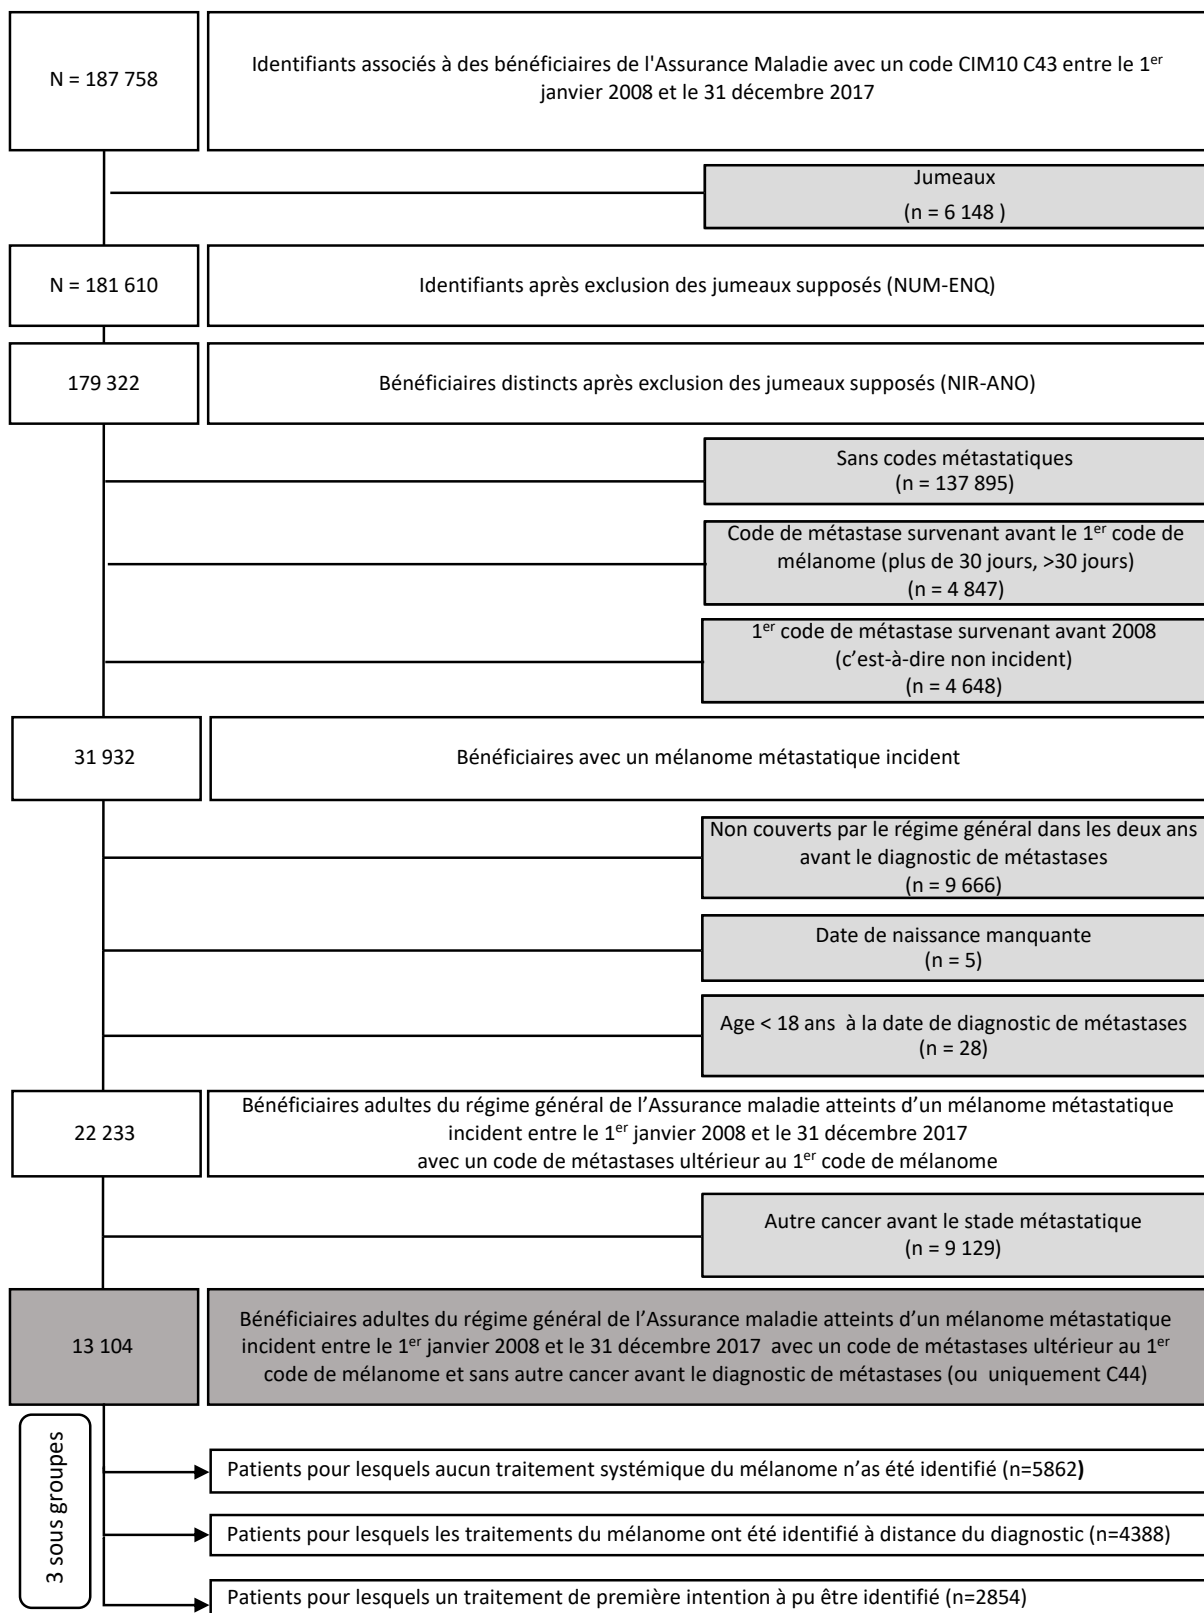 N = 187 758
Identifiants associés à des bénéficiaires de l'Assurance Maladie avec un code CIM10 C43 entre le 1er
janvier 2008 et le 31 décembre 2017
Jumeaux
(n = 6 148 )
N = 181 610
Identifiants après exclusion des jumeaux supposés (NUM-ENQ)
179 322
Bénéficiaires distincts après exclusion des jumeaux supposés (NIR-ANO)
Sans codes métastatiques
(n = 137 895)
Code de métastase survenant avant le 1er code de
mélanome (plus de 30 jours, >30 jours)
(n = 4 847)
1er code de métastase survenant avant 2008
(c’est-à-dire non incident)
(n = 4 648)
31 932
Bénéficiaires avec un mélanome métastatique incident
Non couverts par le régime général dans les deux ans
avant le diagnostic de métastases
(n = 9 666)
Date de naissance manquante
(n = 5)
Age < 18 ans à la date de diagnostic de métastases
(n = 28)
22 233
Bénéficiaires adultes du régime général de l’Assurance maladie atteints d’un mélanome métastatique
incident entre le 1er janvier 2008 et le 31 décembre 2017
avec un code de métastases ultérieur au 1er code de mélanome
Autre cancer avant le stade métastatique
(n = 9 129)
13 104
Bénéficiaires adultes du régime général de l’Assurance maladie atteints d’un mélanome métastatique
incident entre le 1er janvier 2008 et le 31 décembre 2017 avec un code de métastases ultérieur au 1er
code de mélanome et sans autre cancer avant le diagnostic de métastases (ou uniquement C44)
3 sous groupes
Patients pour lesquels aucun traitement systémique du mélanome n’as été identifié (n=5862)
Patients pour lesquels les traitements du mélanome ont été identifié à distance du diagnostic (n=4388)
Patients pour lesquels un traitement de première intention à pu être identifié (n=2854)